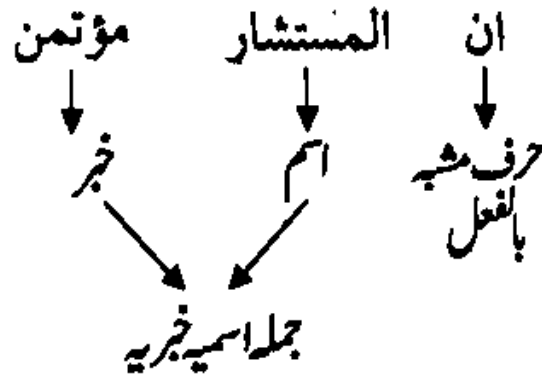 ان المستشار مؤتمن
حرف مشبہ اسم خبر
بالفعل
جملہ اسمیہ خبریہ